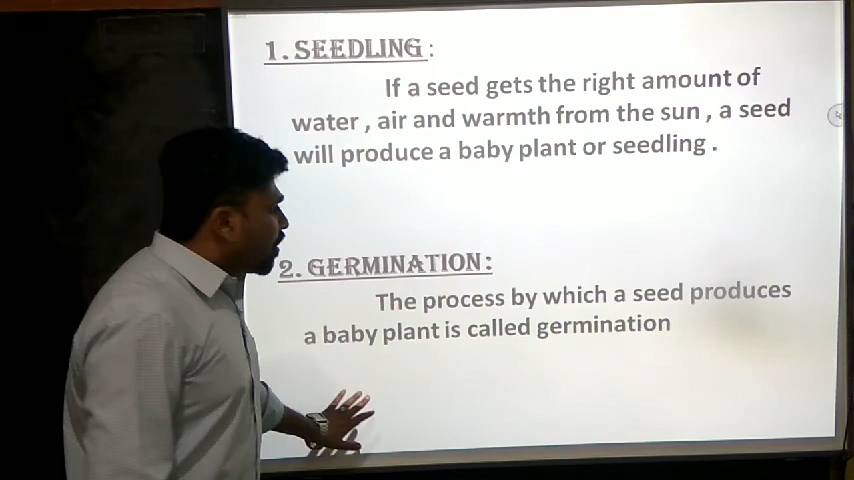 1. SEEDLING :
If a seed gets the right amount of
water , air and warmth from the sun , a seed
will produce a baby plant or seedling .
2. GERMINATION :
The process by which a seed produces
a baby plant is called germination